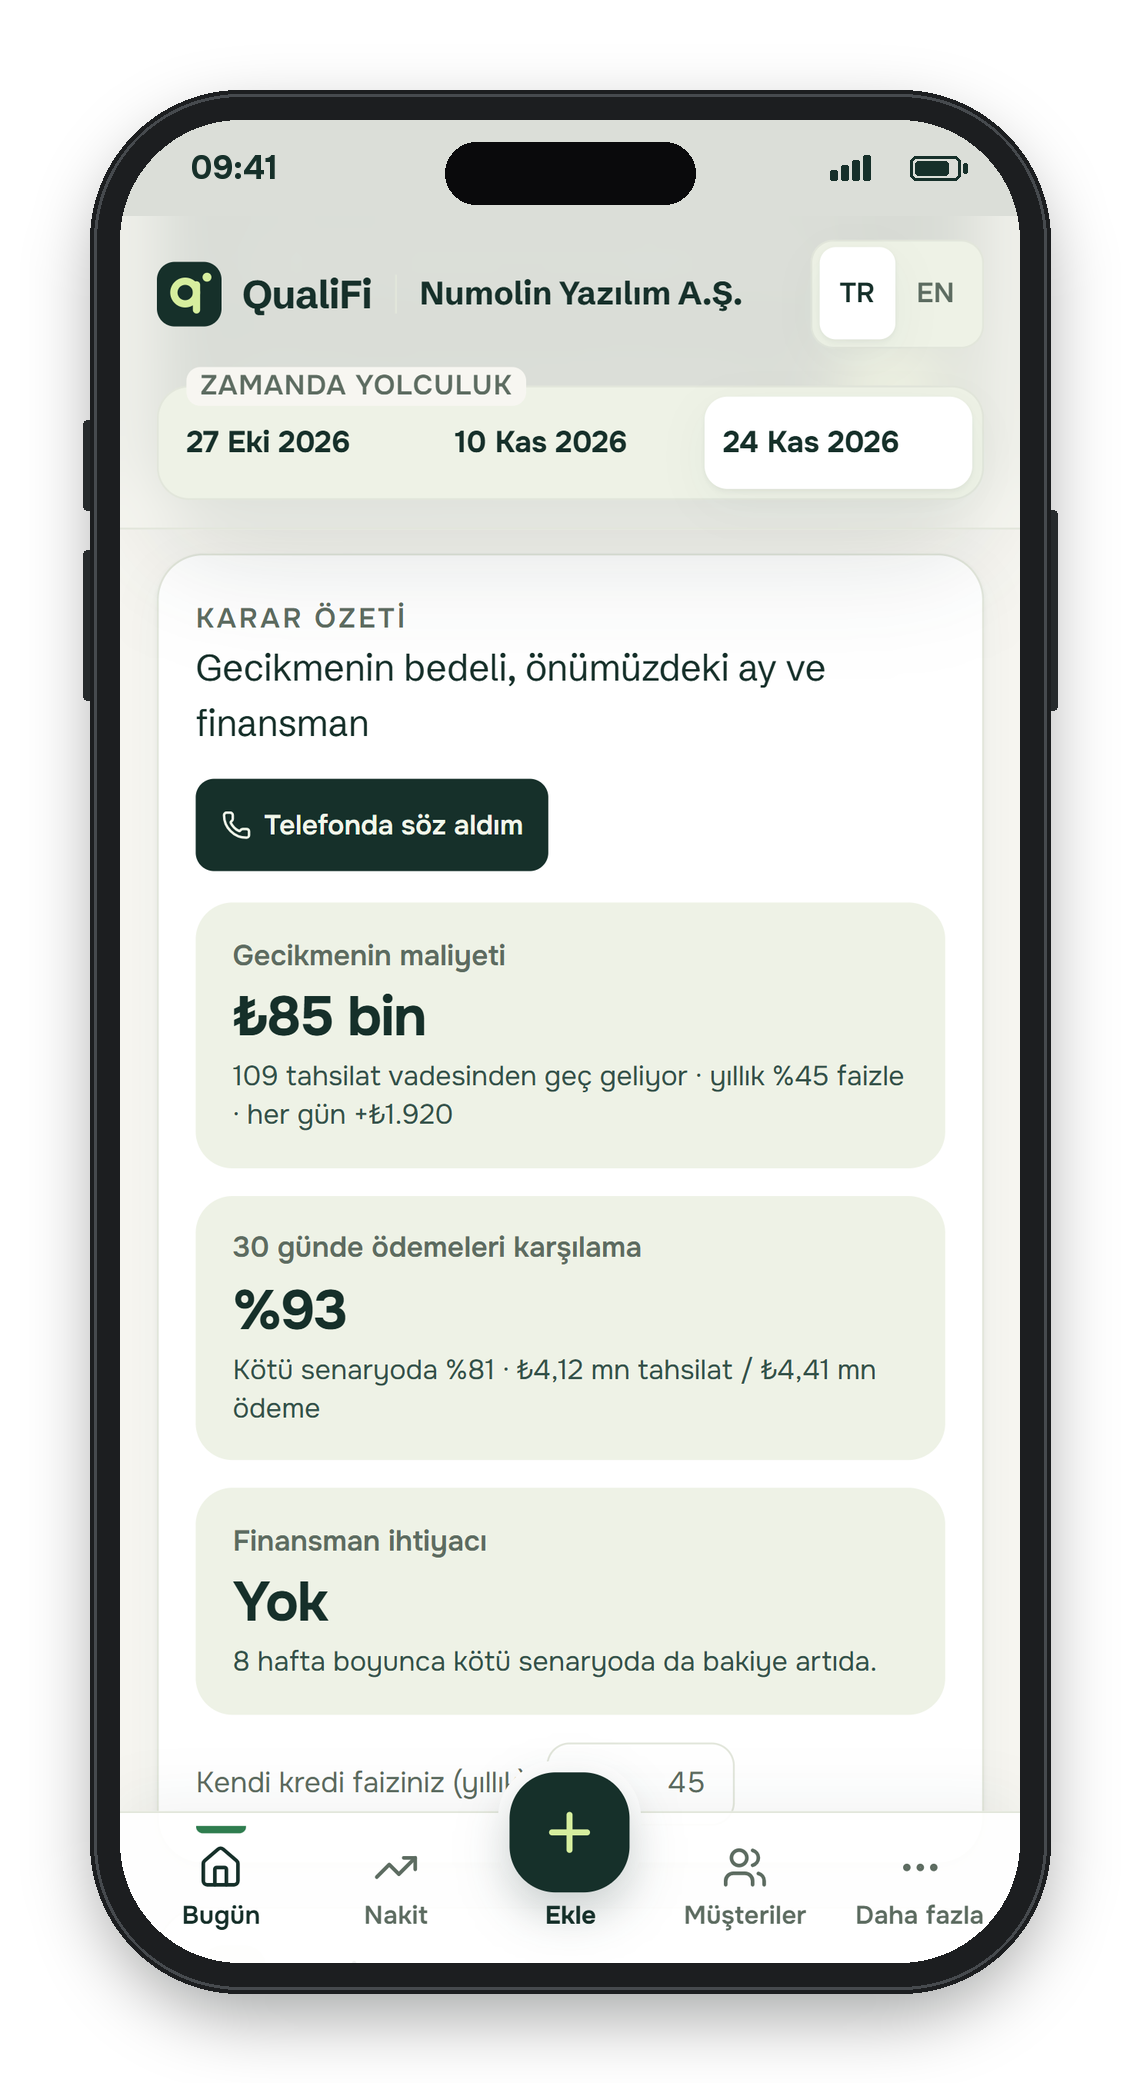 09:41
QualiFi
Numolin Yazılım A.Ş.
TR
EN
ZAMANDA YOLCULUK
27 Eki 2026
10 Kas 2026
24 Kas 2026
KARAR ÖZETİ
Gecikmenin bedeli, önümüzdeki ay ve
finansman
Telefonda söz aldım
Gecikmenin maliyeti
₺85 bin
109 tahsilat vadesinden geç geliyor · yıllık %45 faizle
· her gün +₺1.920
30 günde ödemeleri karşılama
%93
Kötü senaryoda %81 · ₺4,12 mn tahsilat / ₺4,41 mn
ödeme
Finansman ihtiyacı
Yok
8 hafta boyunca kötü senaryoda da bakiye artıda.
Kendi kredi faiziniz
45
Bugün
Nakit
Ekle
Müşteriler
Daha fazla